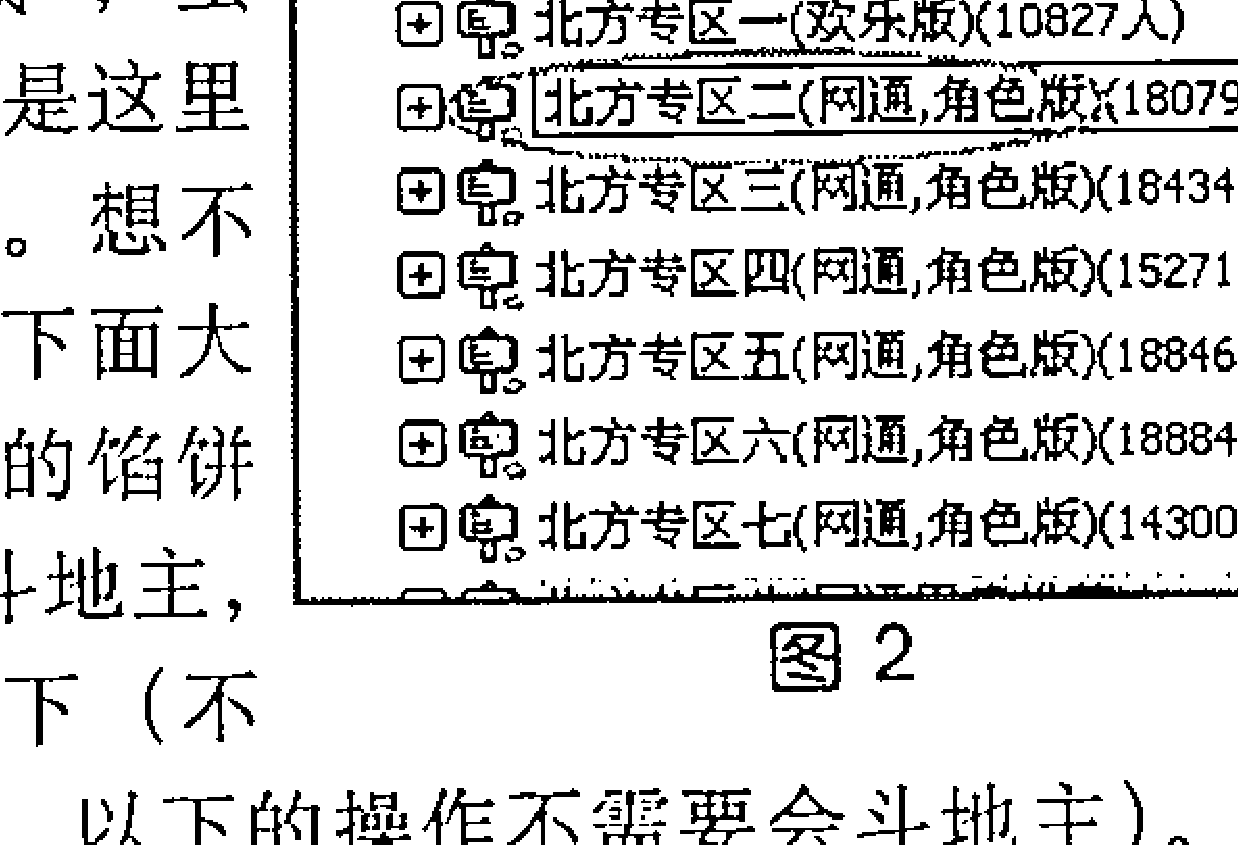 是这里
。想不
下面大
的馅饼
斗地主,
下（不
北方专区一(欢乐版)(10827人)
北方专区二(网通,角色版)(18079
北方专区三(网通,角色版)(18434
北方专区四(网通,角色版)(15271
北方专区五(网通,角色版)(18846
北方专区六(网通,角色版)(18884
北方专区七(网通,角色版)(14300
图 2
以下的操作不需要会斗地主)。